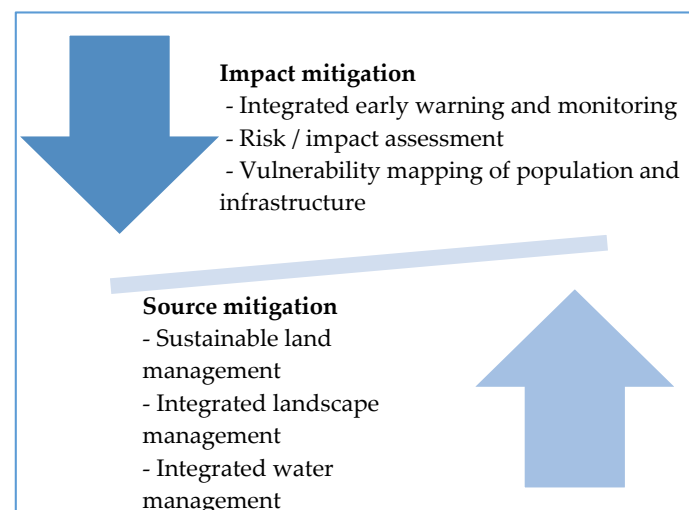 Impact mitigation
- Integrated early warning and monitoring
- Risk / impact assessment
- Vulnerability mapping of population and
infrastructure
Source mitigation
- Sustainable land
management
- Integrated landscape
management
- Integrated water
management